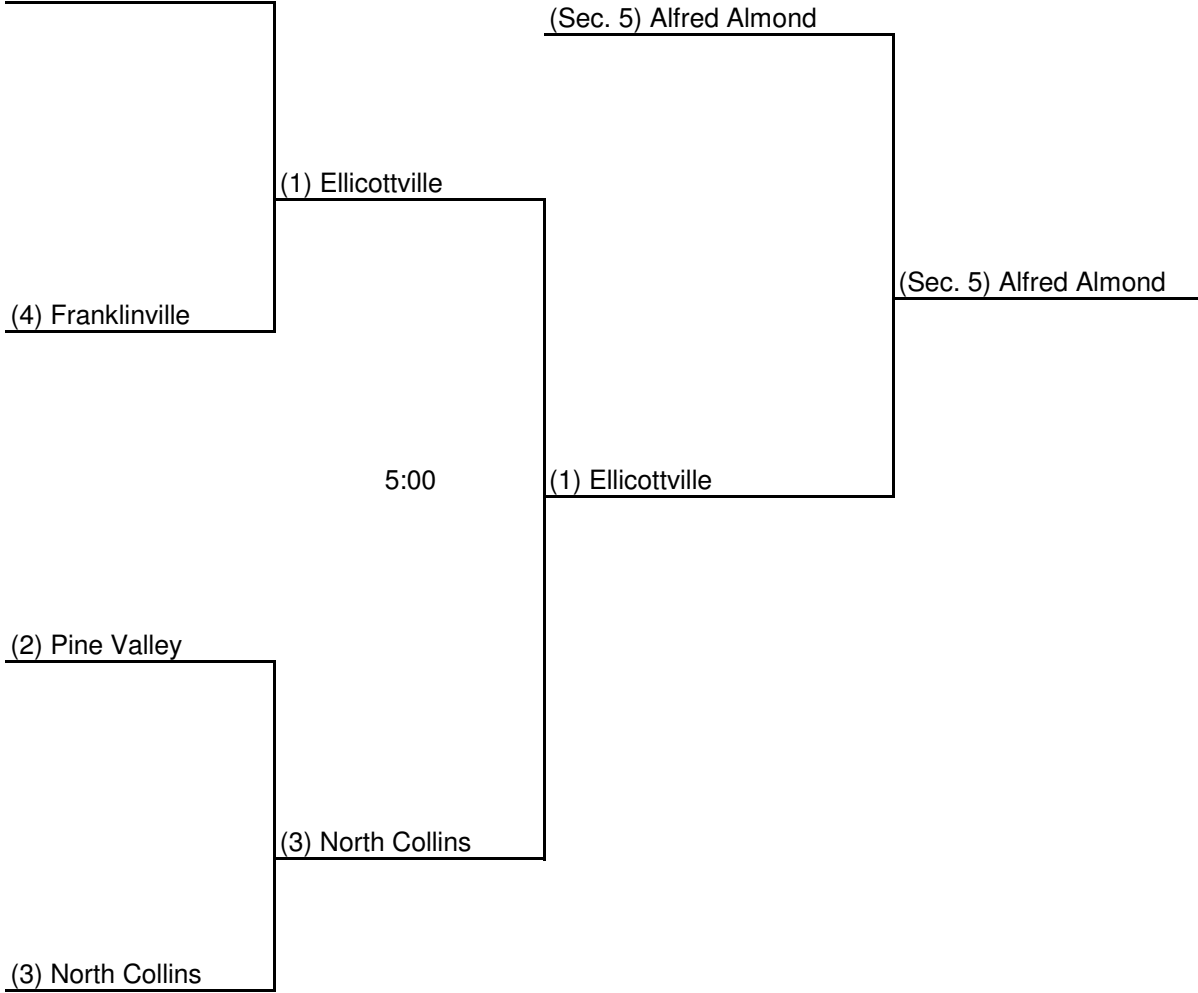 (Sec. 5) Alfred Almond
(1) Ellicottville
(Sec. 5) Alfred Almond
(4) Franklinville
5:00
(1) Ellicottville
(2) Pine Valley
(3) North Collins
(3) North Collins